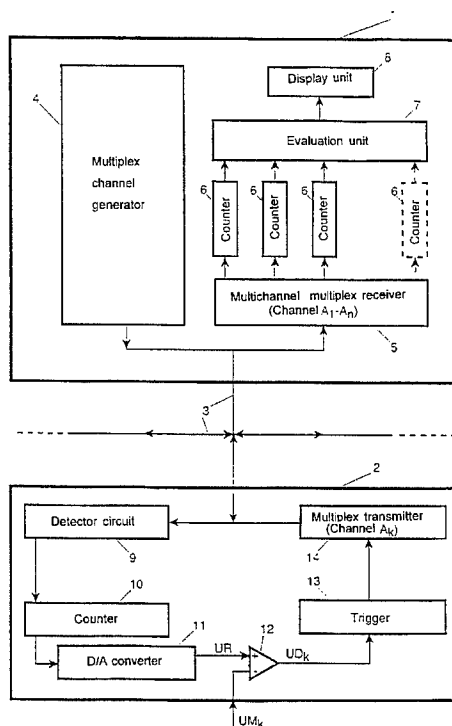 4
8
Display unit
7
Evaluation unit
Multiplex
channel
generator
6
6
6
6
Counter
Counter
Counter
Counter
Multichannel multiplex receiver
(Channel A1-An)
5
3
2
Detector circuit
9
Multiplex transmitter
(Channel Ak)
14
10
Counter
13
Trigger
11
D/A converter
UR
12
+
-
UDk
UMk